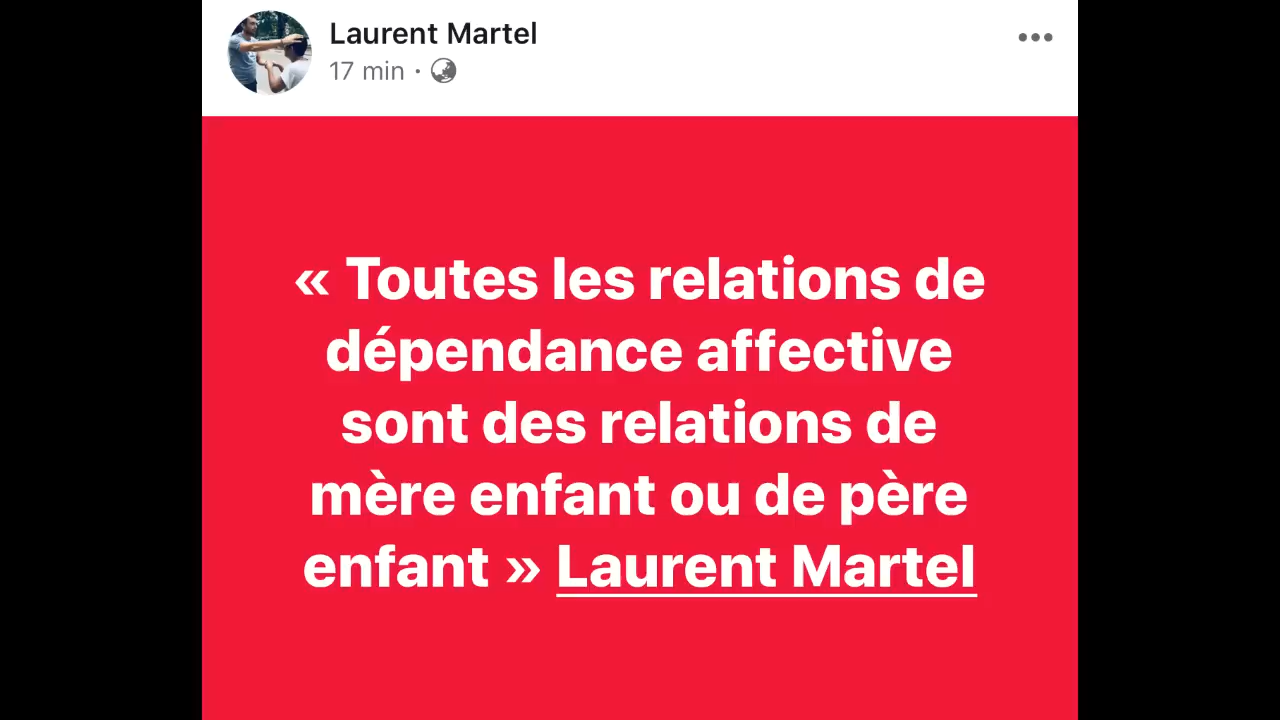 Laurent Martel
17 min ·
« Toutes les relations de
dépendance affective
sont des relations de
mère enfant ou de père
enfant » Laurent Martel